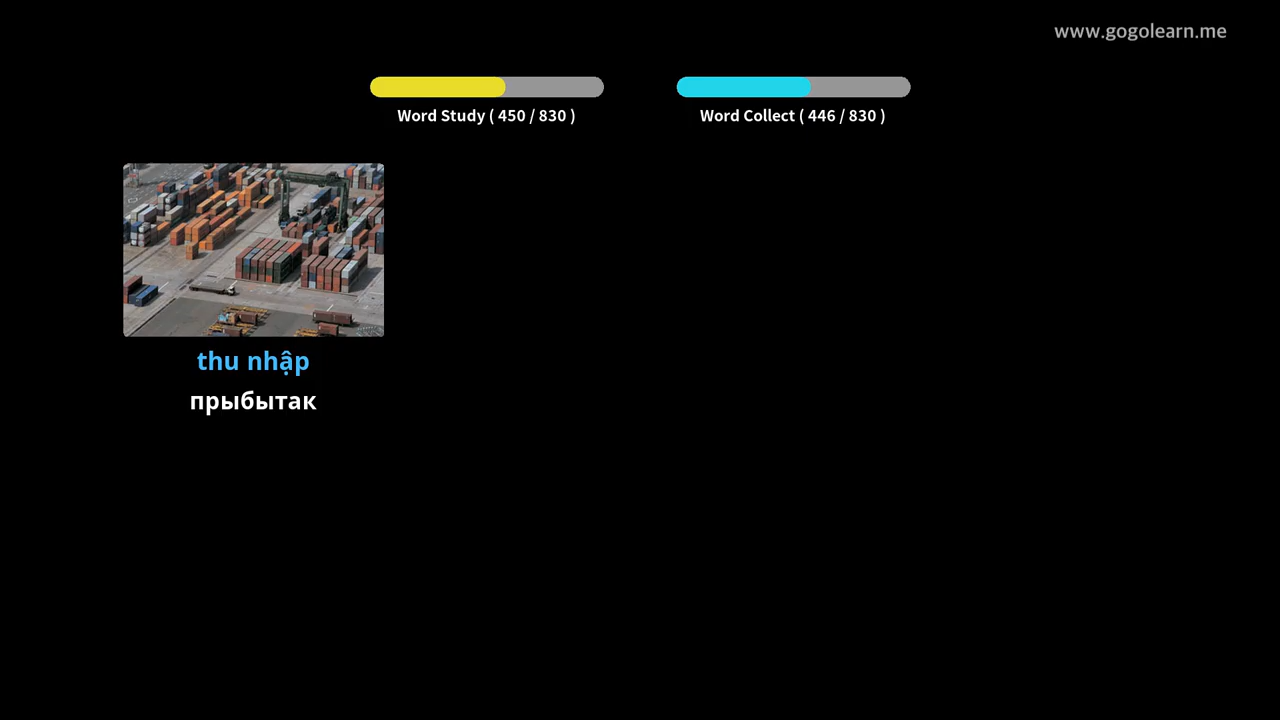 www.gogolearn.me
Word Study ( 450 / 830 )
Word Collect ( 446 / 830 )
thu nhập
прыбытак